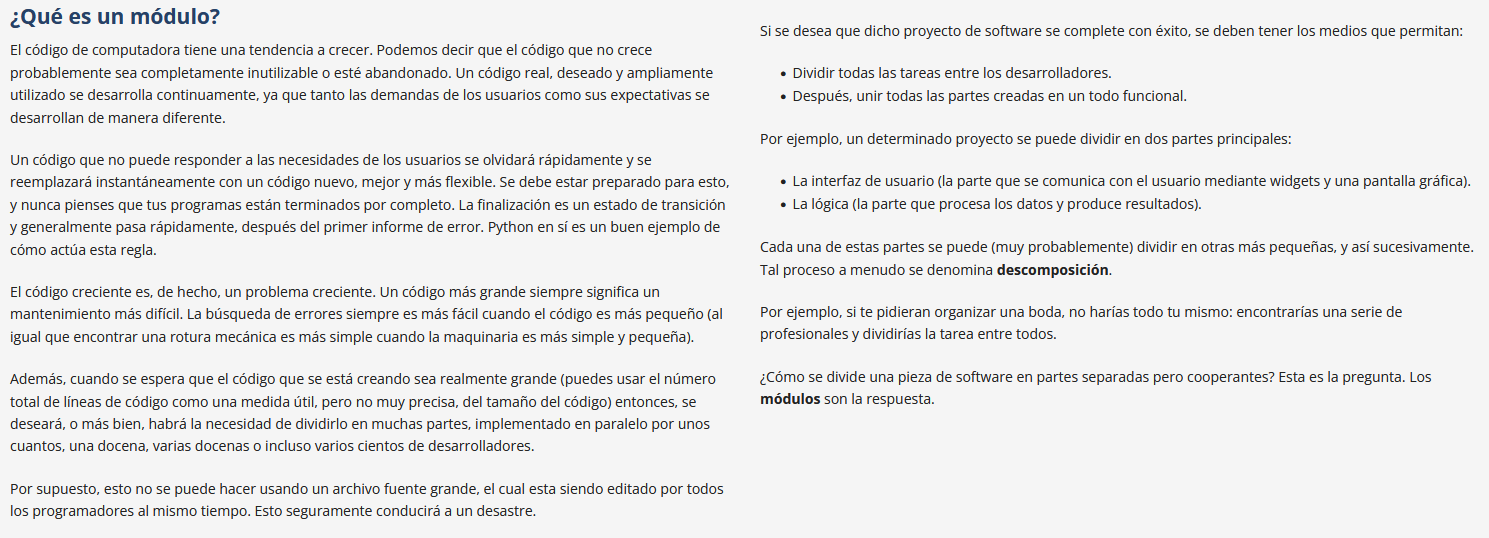 ¿Qué es un módulo?
El código de computadora tiene una tendencia a crecer. Podemos decir que el código que no crece
probablemente sea completamente inutilizable o esté abandonado. Un código real, deseado y ampliamente
utilizado se desarrolla continuamente, ya que tanto las demandas de los usuarios como sus expectativas se
desarrollan de manera diferente.
Un código que no puede responder a las necesidades de los usuarios se olvidará rápidamente y se
reemplazará instantáneamente con un código nuevo, mejor y más flexible. Se debe estar preparado para esto,
y nunca pienses que tus programas están terminados por completo. La finalización es un estado de transición
y generalmente pasa rápidamente, después del primer informe de error. Python en sí es un buen ejemplo de
cómo actúa esta regla.
El código creciente es, de hecho, un problema creciente. Un código más grande siempre significa un
mantenimiento más difícil. La búsqueda de errores siempre es más fácil cuando el código es más pequeño (al
igual que encontrar una rotura mecánica es más simple cuando la maquinaria es más simple y pequeña).
Además, cuando se espera que el código que se está creando sea realmente grande (puedes usar el número
total de líneas de código como una medida útil, pero no muy precisa, del tamaño del código) entonces, se
deseará, o más bien, habrá la necesidad de dividirlo en muchas partes, implementado en paralelo por unos
cuantos, una docena, varias docenas o incluso varios cientos de desarrolladores.
Por supuesto, esto no se puede hacer usando un archivo fuente grande, el cual esta siendo editado por todos
los programadores al mismo tiempo. Esto seguramente conducirá a un desastre.
Si se desea que dicho proyecto de software se complete con éxito, se deben tener los medios que permitan:
• Dividir todas las tareas entre los desarrolladores.
• Después, unir todas las partes creadas en un todo funcional.
Por ejemplo, un determinado proyecto se puede dividir en dos partes principales:
• La interfaz de usuario (la parte que se comunica con el usuario mediante widgets y una pantalla gráfica).
• La lógica (la parte que procesa los datos y produce resultados).
Cada una de estas partes se puede (muy probablemente) dividir en otras más pequeñas, y así sucesivamente.
Tal proceso a menudo se denomina descomposición.
Por ejemplo, si te pidieran organizar una boda, no harías todo tu mismo: encontrarías una serie de
profesionales y dividirías la tarea entre todos.
¿Cómo se divide una pieza de software en partes separadas pero cooperantes? Esta es la pregunta. Los
módulos son la respuesta.